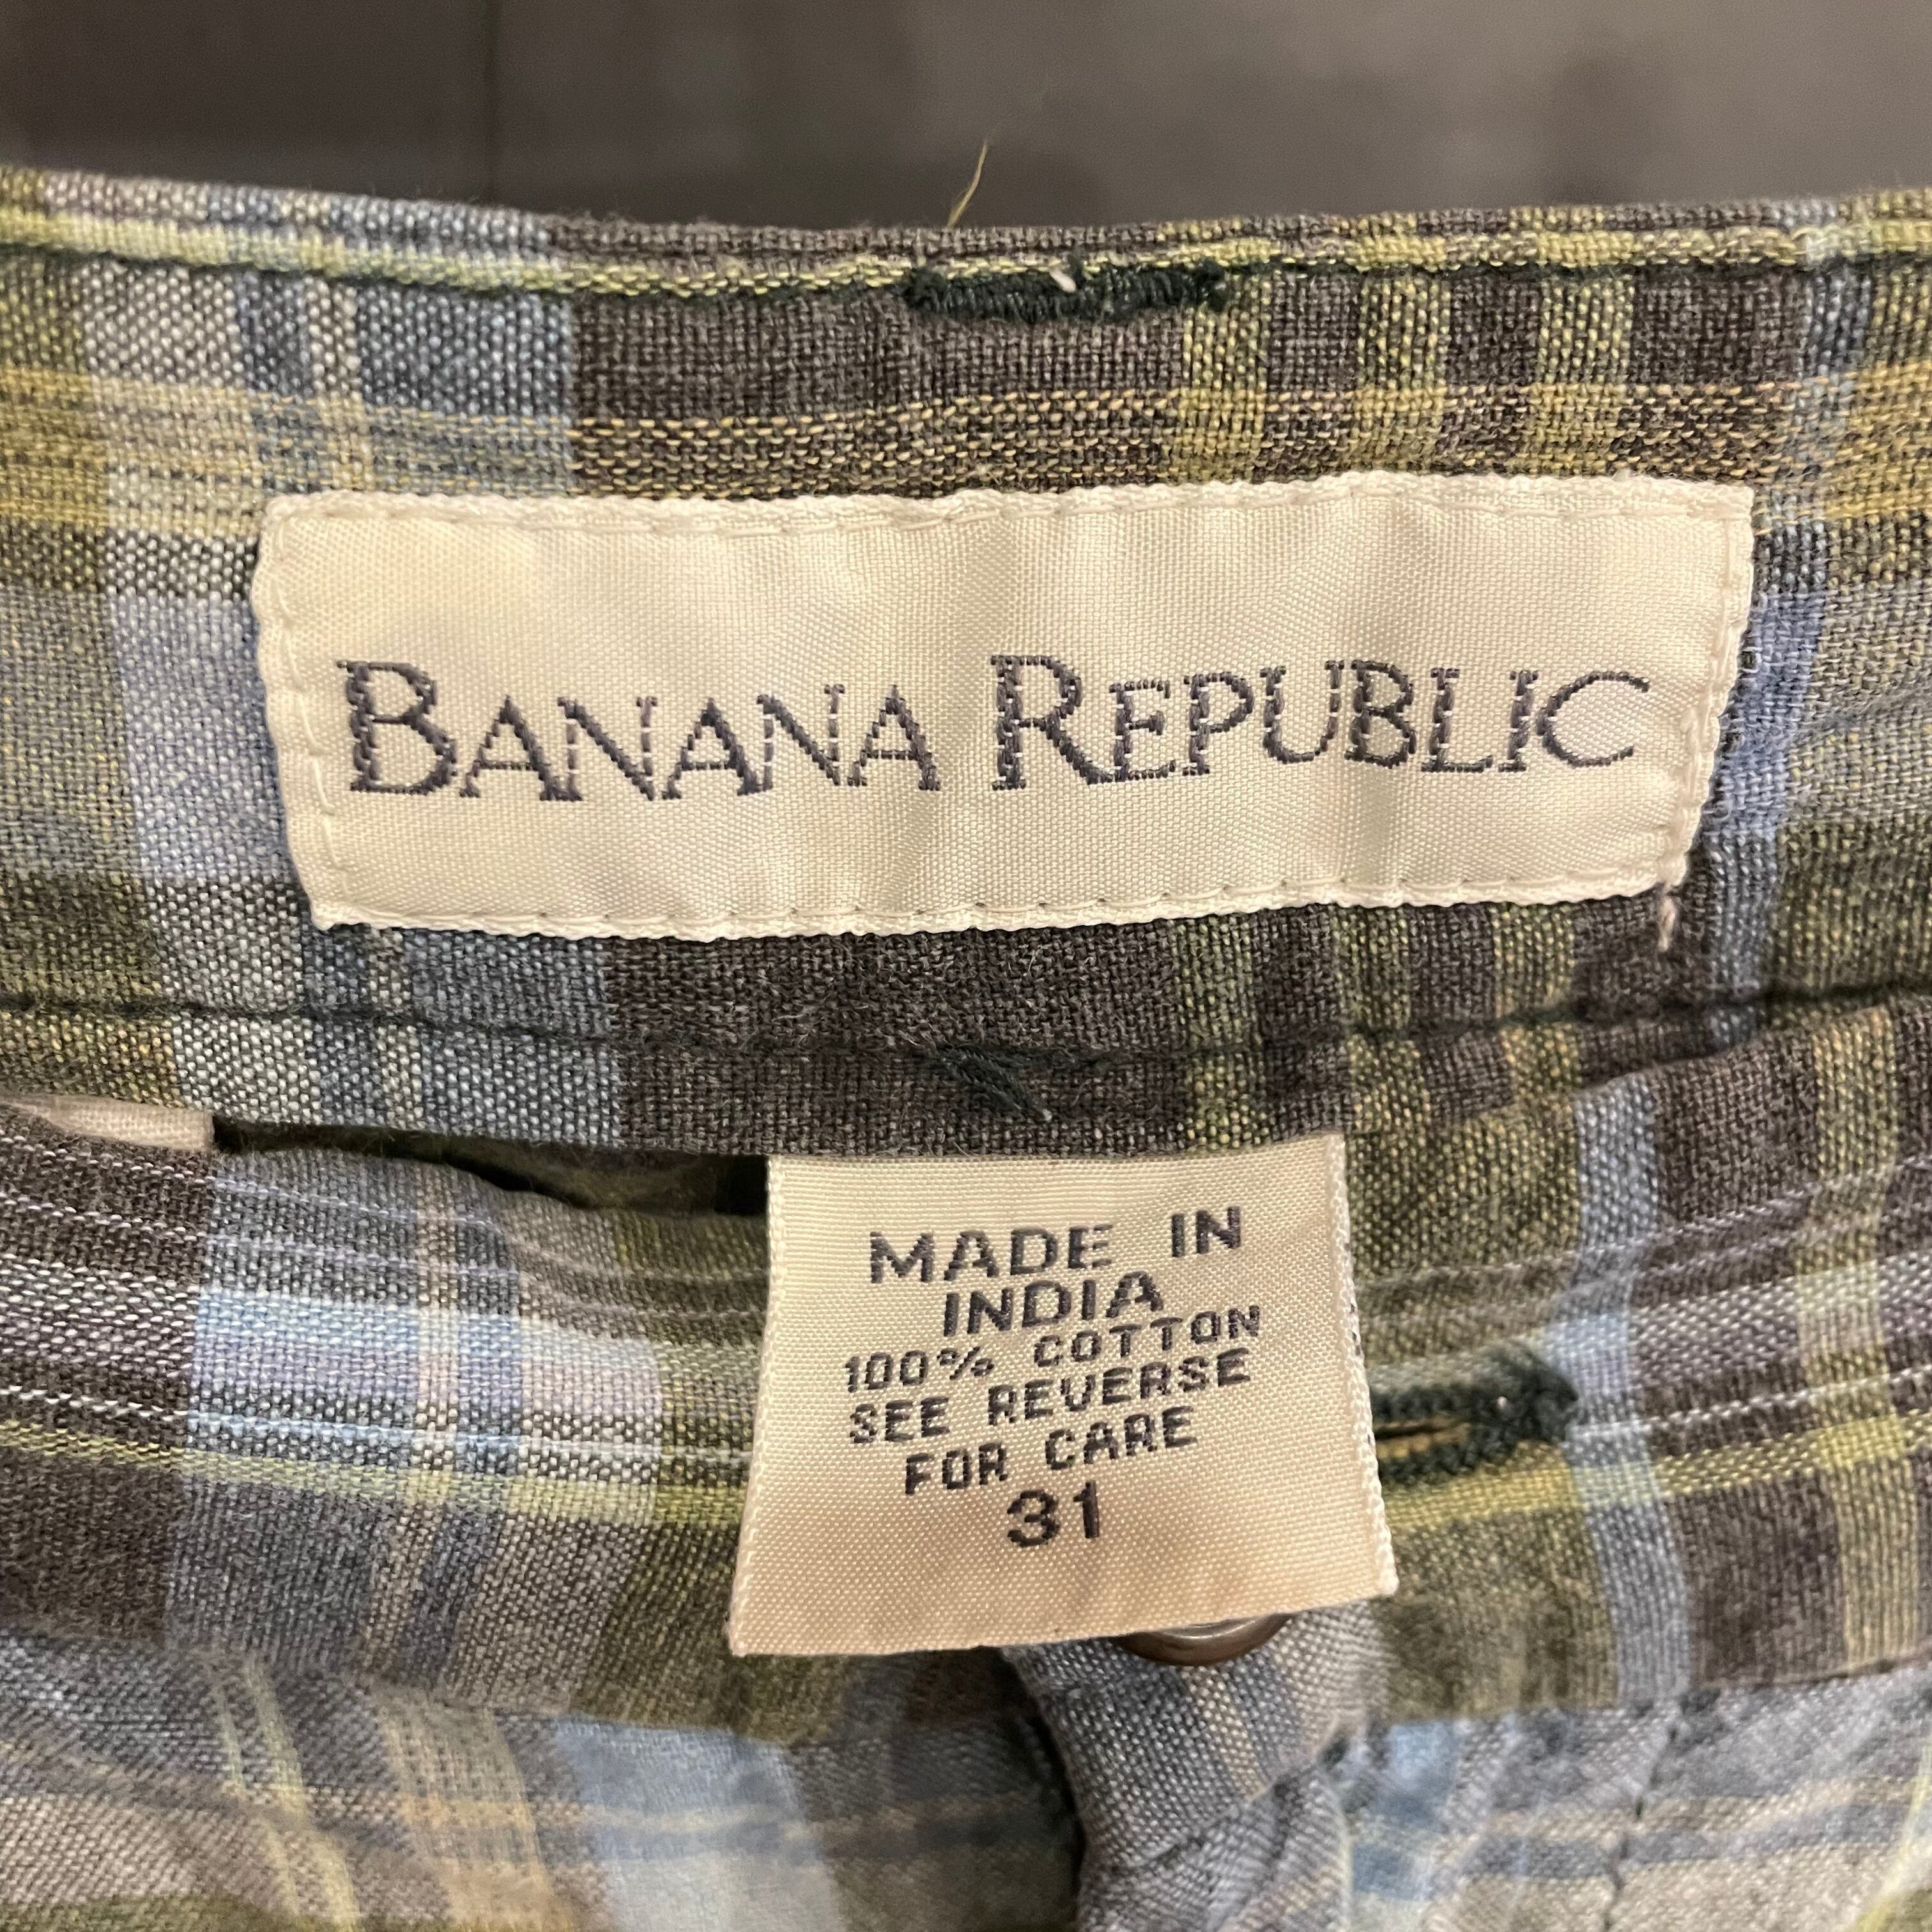 BANANA REPUBLIC
MADE IN
INDIA
100% COTTON
SEE REVERSE
FOR CARE
31